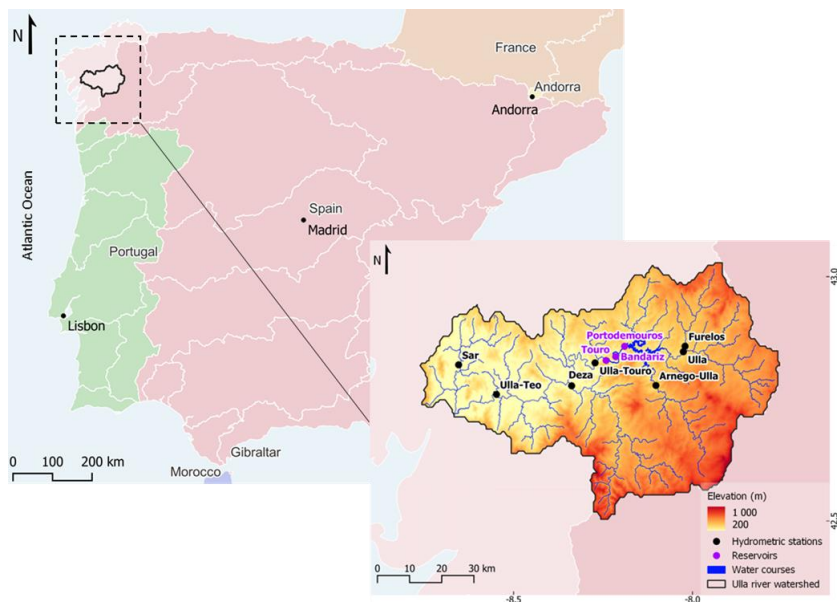 N
France
Andorra
Andorra
Atlantic Ocean
Spain
Madrid
Portugal
Lisbon
Gibraltar
Morocco
0 100 200 km
N
43.0
Portodemouros
Furelos
Touro
Bandariz
Ulla
Sar
Ulla-Touro
Deza
Arnego-Ulla
Ulla-Teo
Elevation (m)
1 000
200
Hydrometric stations
Reservoirs
Water courses
Ulla river watershed
42.5
0 10 20 30 km
-8.5
-8.0